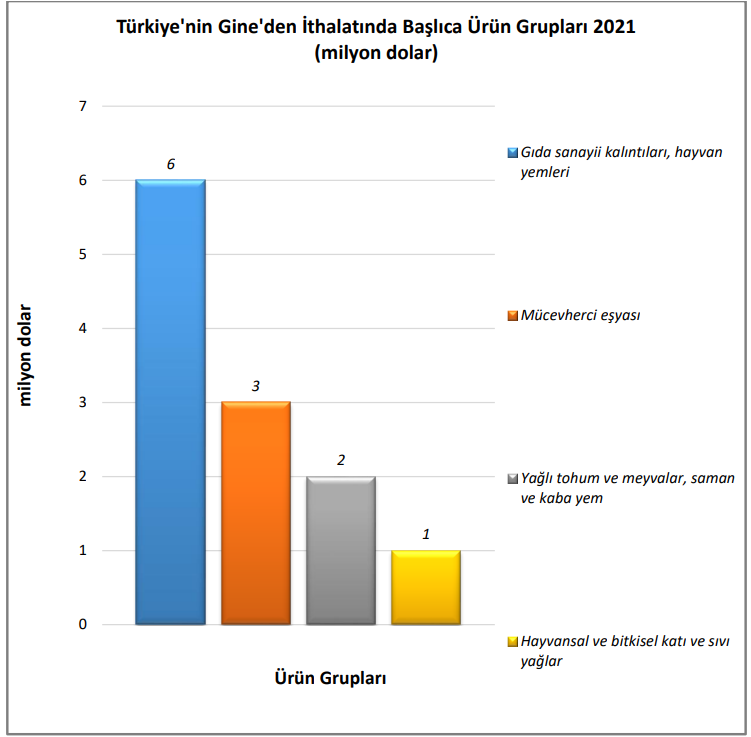 Türkiye'nin Gine'den İthalatında Başlıca Ürün Grupları 2021
(milyon dolar)
milyon dolar
7
6
5
4
3
2
1
0
6
3
2
1
Ürün Grupları
Gıda sanayii kalıntıları, hayvan
yemleri
Mücevherci eşyası
Yağlı tohum ve meyvalar, saman
ve kaba yem
Hayvansal ve bitkisel katı ve sıvı
yağlar